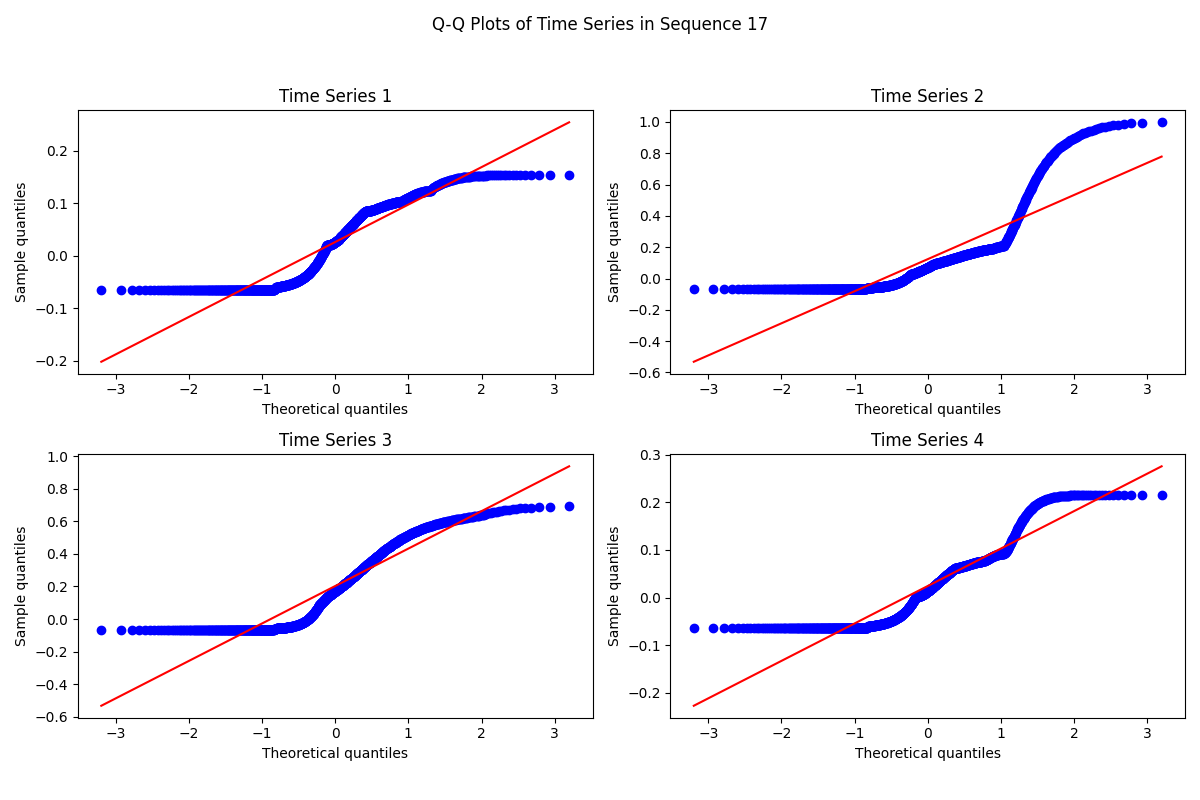 Q-Q Plots of Time Series in Sequence 17
Time Series 1
0.2
0.1
0.0
−0.1
−0.2
Sample quantiles
−3 −2 −1 0 1 2 3
Theoretical quantiles
Time Series 2
1.0
0.8
0.6
0.4
0.2
0.0
−0.2
−0.4
−0.6
Sample quantiles
−3 −2 −1 0 1 2 3
Theoretical quantiles
Time Series 3
1.0
0.8
0.6
0.4
0.2
0.0
−0.2
−0.4
−0.6
Sample quantiles
−3 −2 −1 0 1 2 3
Theoretical quantiles
Time Series 4
0.3
0.2
0.1
0.0
−0.1
−0.2
Sample quantiles
−3 −2 −1 0 1 2 3
Theoretical quantiles